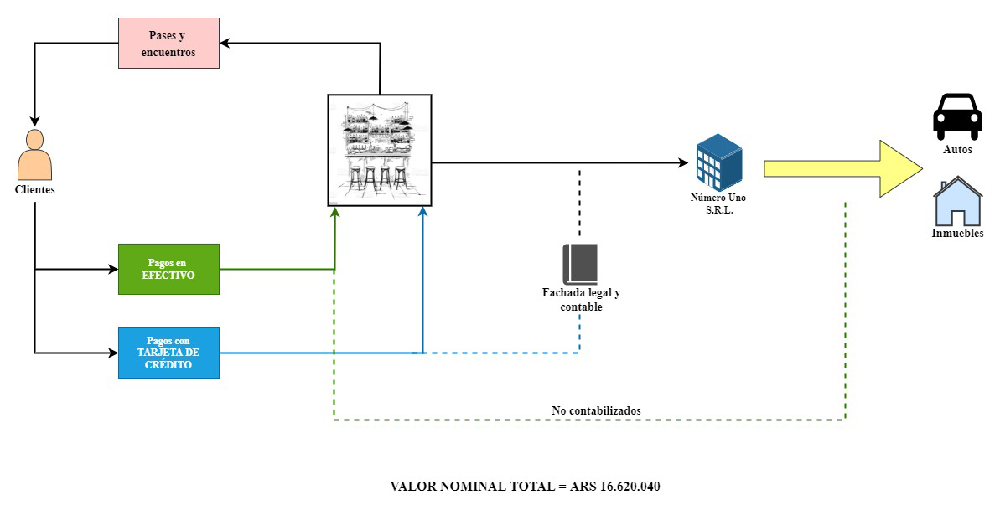 Pases y
encuentros
Clientes
Autos
Número Uno
S.R.L.
Inmuebles
Pagos en
EFECTIVO
Fachada legal y
contable
Pagos con
TARJETA DE
CRÉDITO
No contabilizados
VALOR NOMINAL TOTAL = ARS 16.620.040